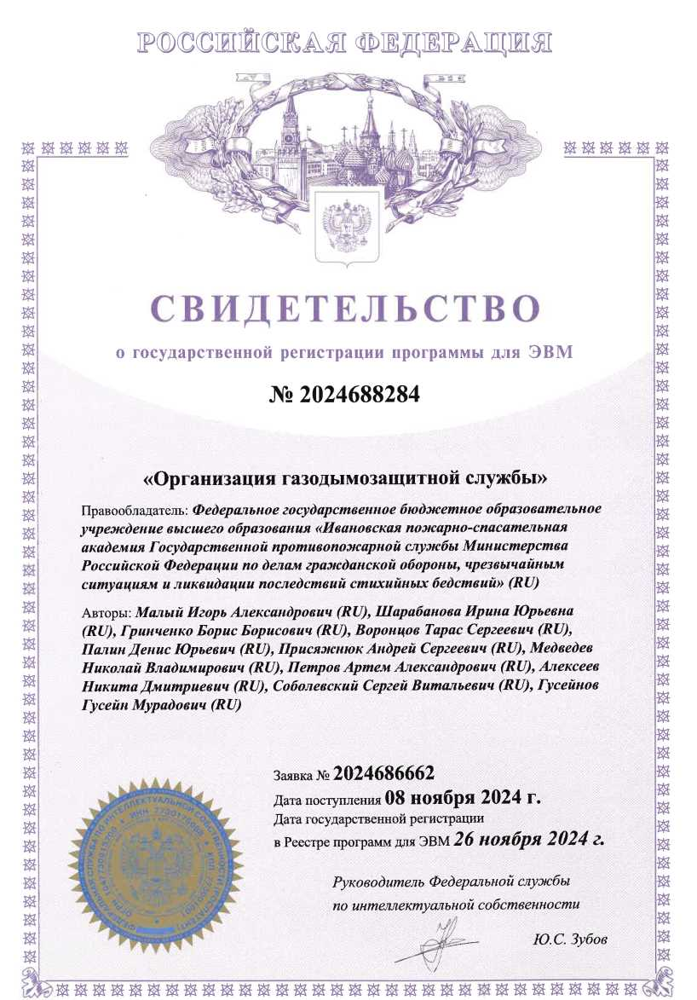 РОССИЙСКАЯ ФЕДЕРАЦИЯ
СВИДЕТЕЛЬСТВО
о государственной регистрации программы для ЭВМ
№ 2024688284
«Организация газодымозащитной службы»
Правообладатель: Федеральное государственное бюджетное образовательное
учреждение высшего образования «Ивановская пожарно-спасательная
академия Государственной противопожарной службы Министерства
Российской Федерации по делам гражданской обороны, чрезвычайным
ситуациям и ликвидации последствий стихийных бедствий» (RU)
Авторы: Малый Игорь Александрович (RU), Шарабанова Ирина Юрьевна
(RU), Гринченко Борис Борисович (RU), Воронцов Тарас Сергеевич (RU),
Палин Денис Юрьевич (RU), Присяжнюк Андрей Сергеевич (RU), Медведев
Николай Владимирович (RU), Петров Артем Александрович (RU), Алексеев
Никита Дмитриевич (RU), Соболевский Сергей Витальевич (RU), Гусейнов
Гусейн Мурадович (RU)
Заявка № 2024686662
Дата поступления 08 ноября 2024 г.
Дата государственной регистрации
в Реестре программ для ЭВМ 26 ноября 2024 г.
Руководитель Федеральной службы
по интеллектуальной собственности
Ю.С. Зубов
ФЕДЕРАЛЬНАЯ СЛУЖБА ПО ИНТЕЛЛЕКТУАЛЬНОЙ СОБСТВЕННОСТИ